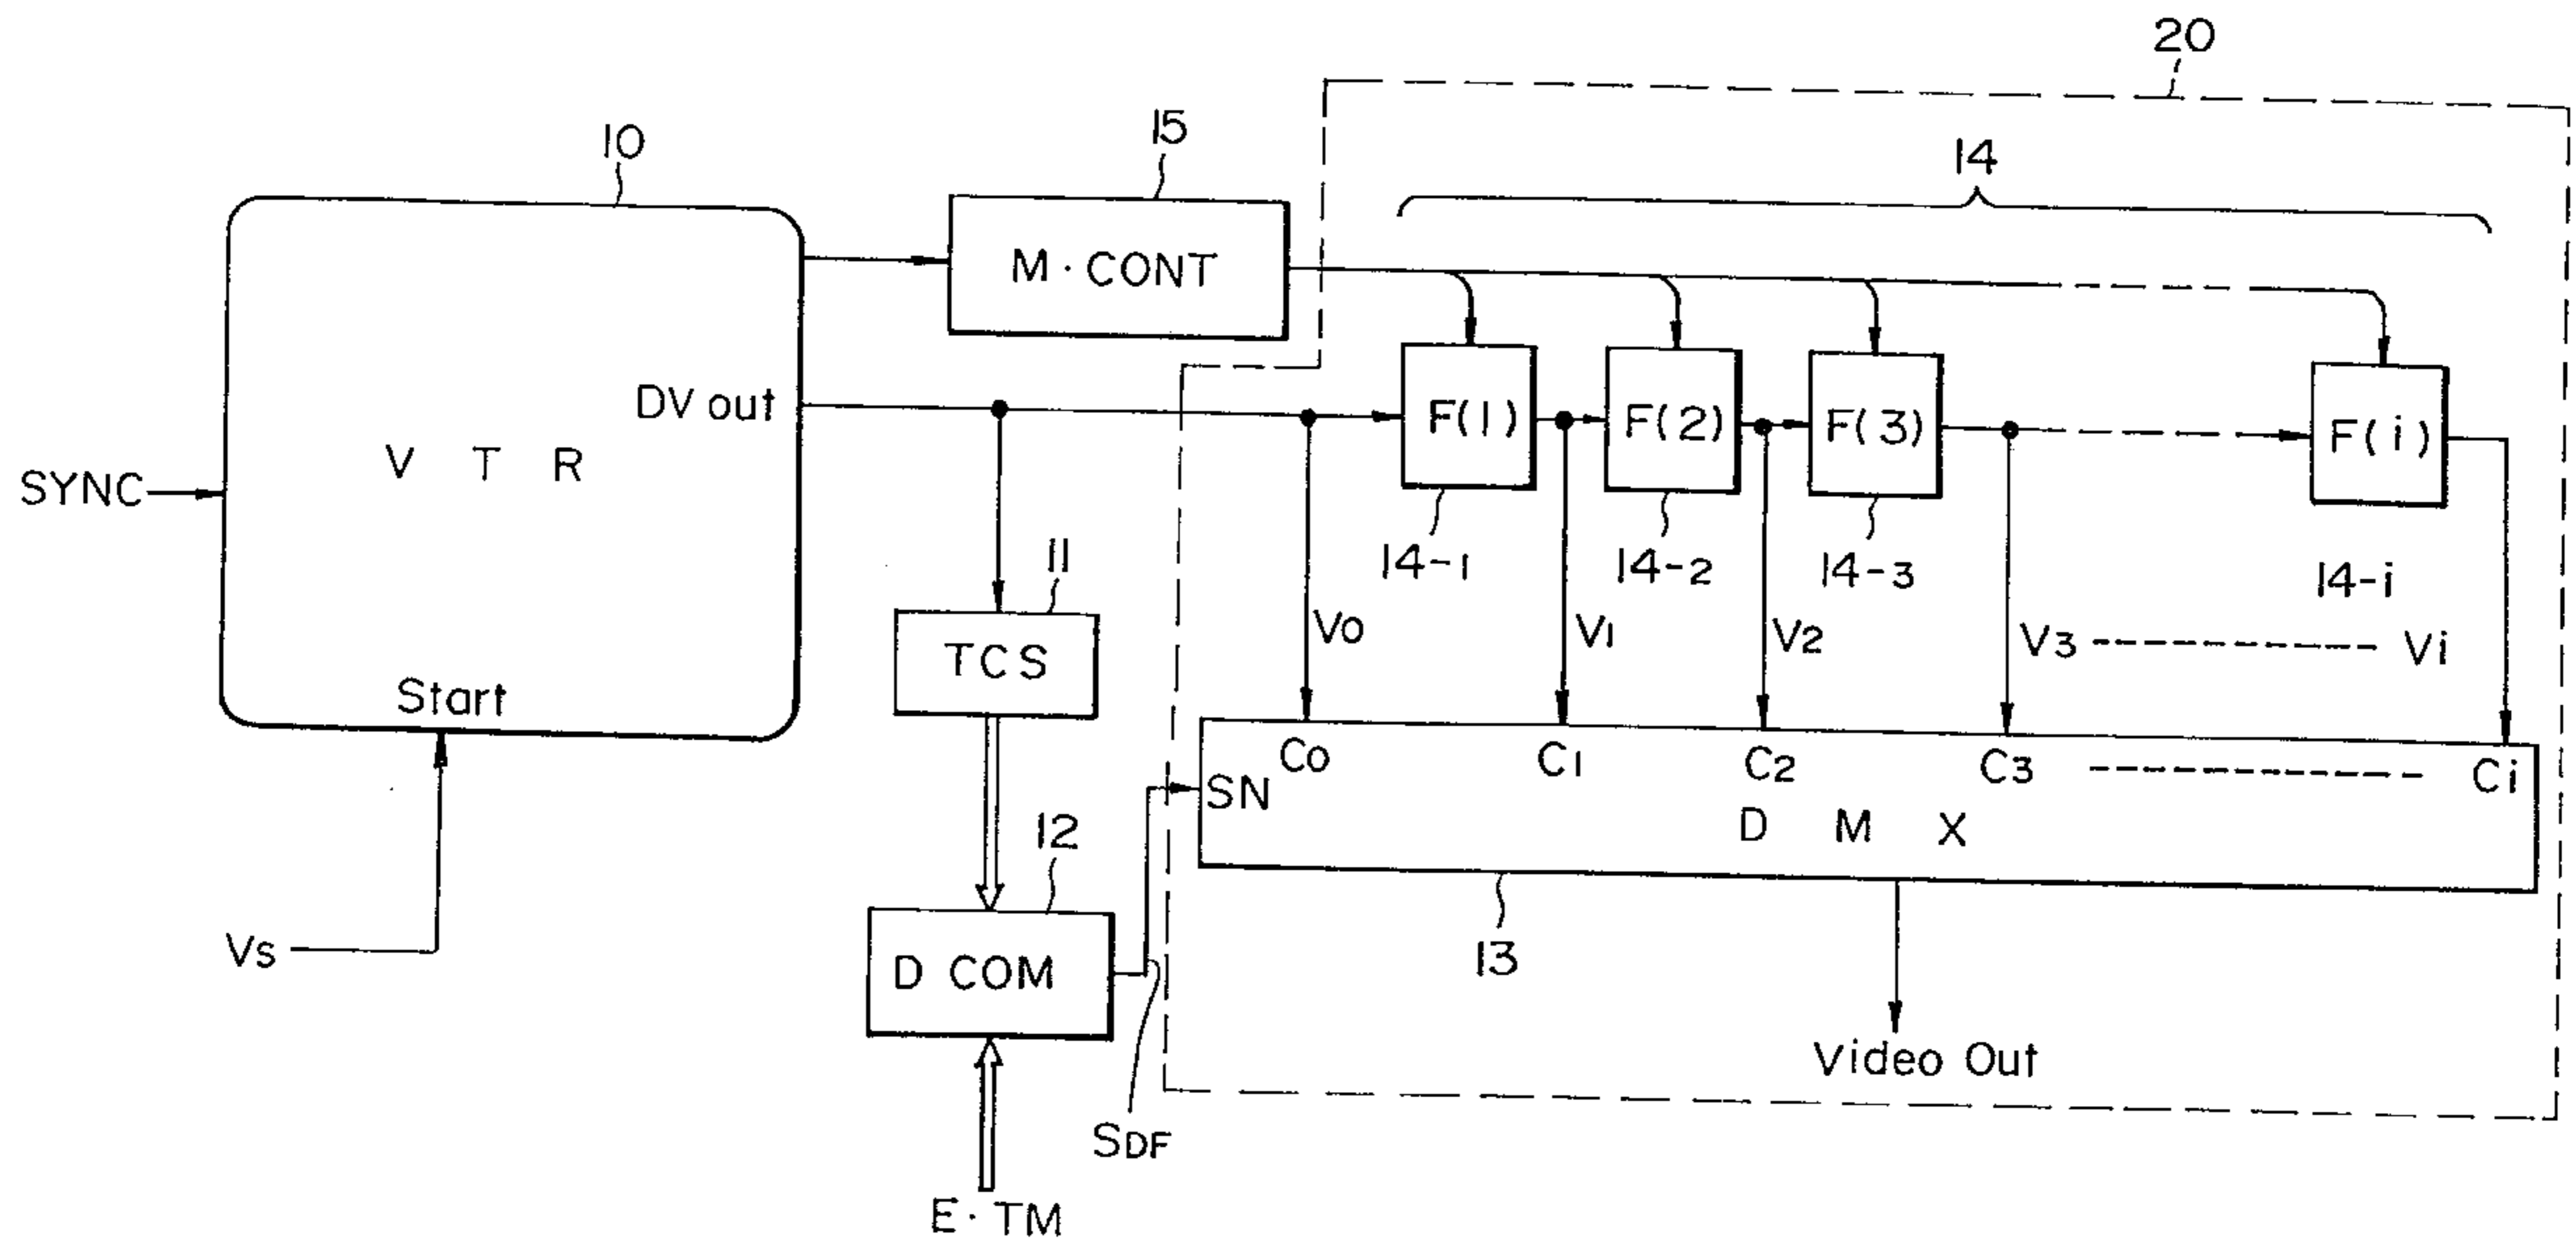 20
15
14
10
M · CONT
DV out
F(1)
F(2)
F(3)
F(i)
V T R
SYNC
11
14-1
14-2
14-3
14-i
Vo
V1
V2
V3 ---------- Vi
TCS
Start
Co
C1
C2
C3 ---------- Ci
SN
D M X
12
Vs
13
D COM
Video Out
SDF
E · TM